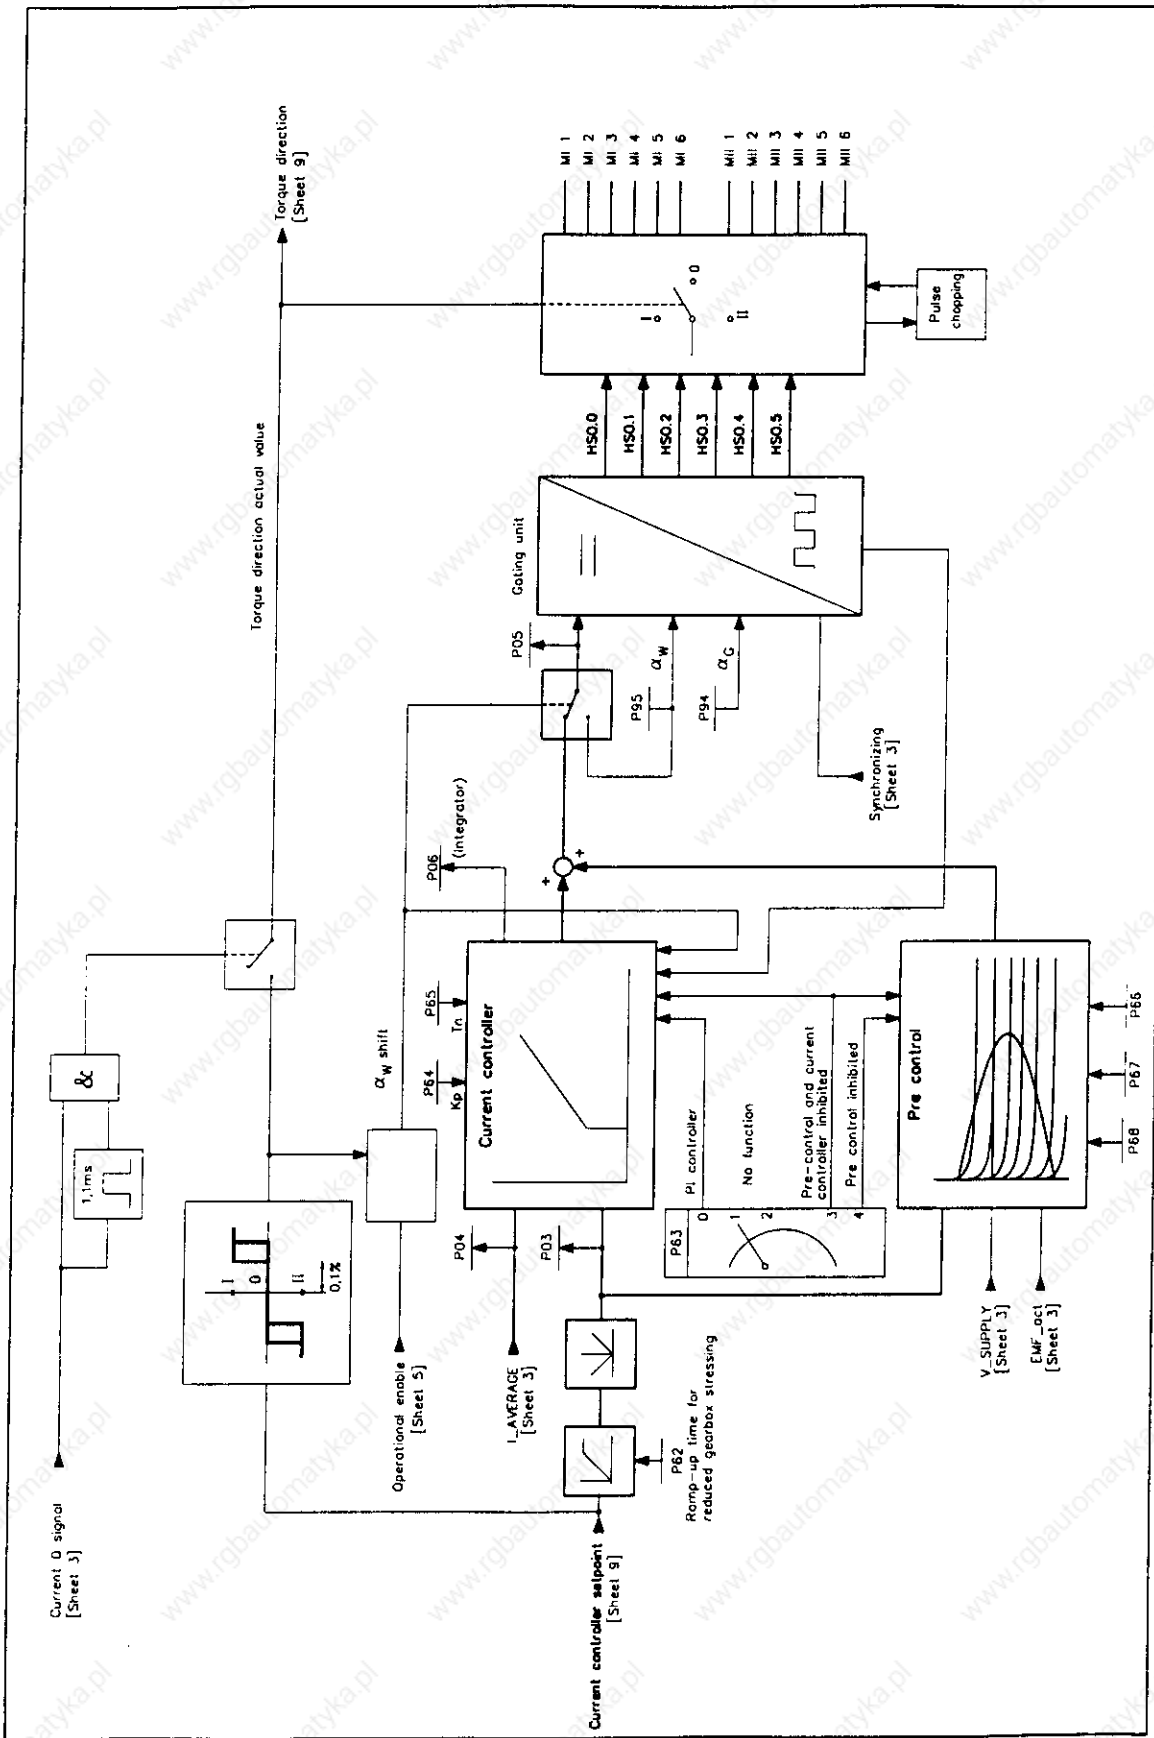 Current 0 signal
[Sheet 3]
1,1ms
&
I
0
II
0,1%
Torque direction actual value
Torque direction
[Sheet 9]
Operational enable
[Sheet 5]
αW shift
I_AVERAGE
[Sheet 3]
P04
P03
P64
Kp
P65
Tn
P06
(integrator)
Current controller
Current controller setpoint
[Sheet 9]
P62
Ramp-up time for
reduced gearbox stressing
P63
0
1
2
3
4
PI controller
No function
Pre-control and current
controller inhibited
Pre control inhibited
Pre control
V_SUPPLY
[Sheet 3]
EMF_act
[Sheet 3]
P68
P67
P66
+
+
P05
P95
αW
P94
αG
Synchronizing
[Sheet 3]
Gating unit
HSO.0
HSO.1
HSO.2
HSO.3
HSO.4
HSO.5
I
0
II
MI 1
MI 2
MI 3
MI 4
MI 5
MI 6
MII 1
MII 2
MII 3
MII 4
MII 5
MII 6
Pulse
chopping
www.rgbautomatyka.pl